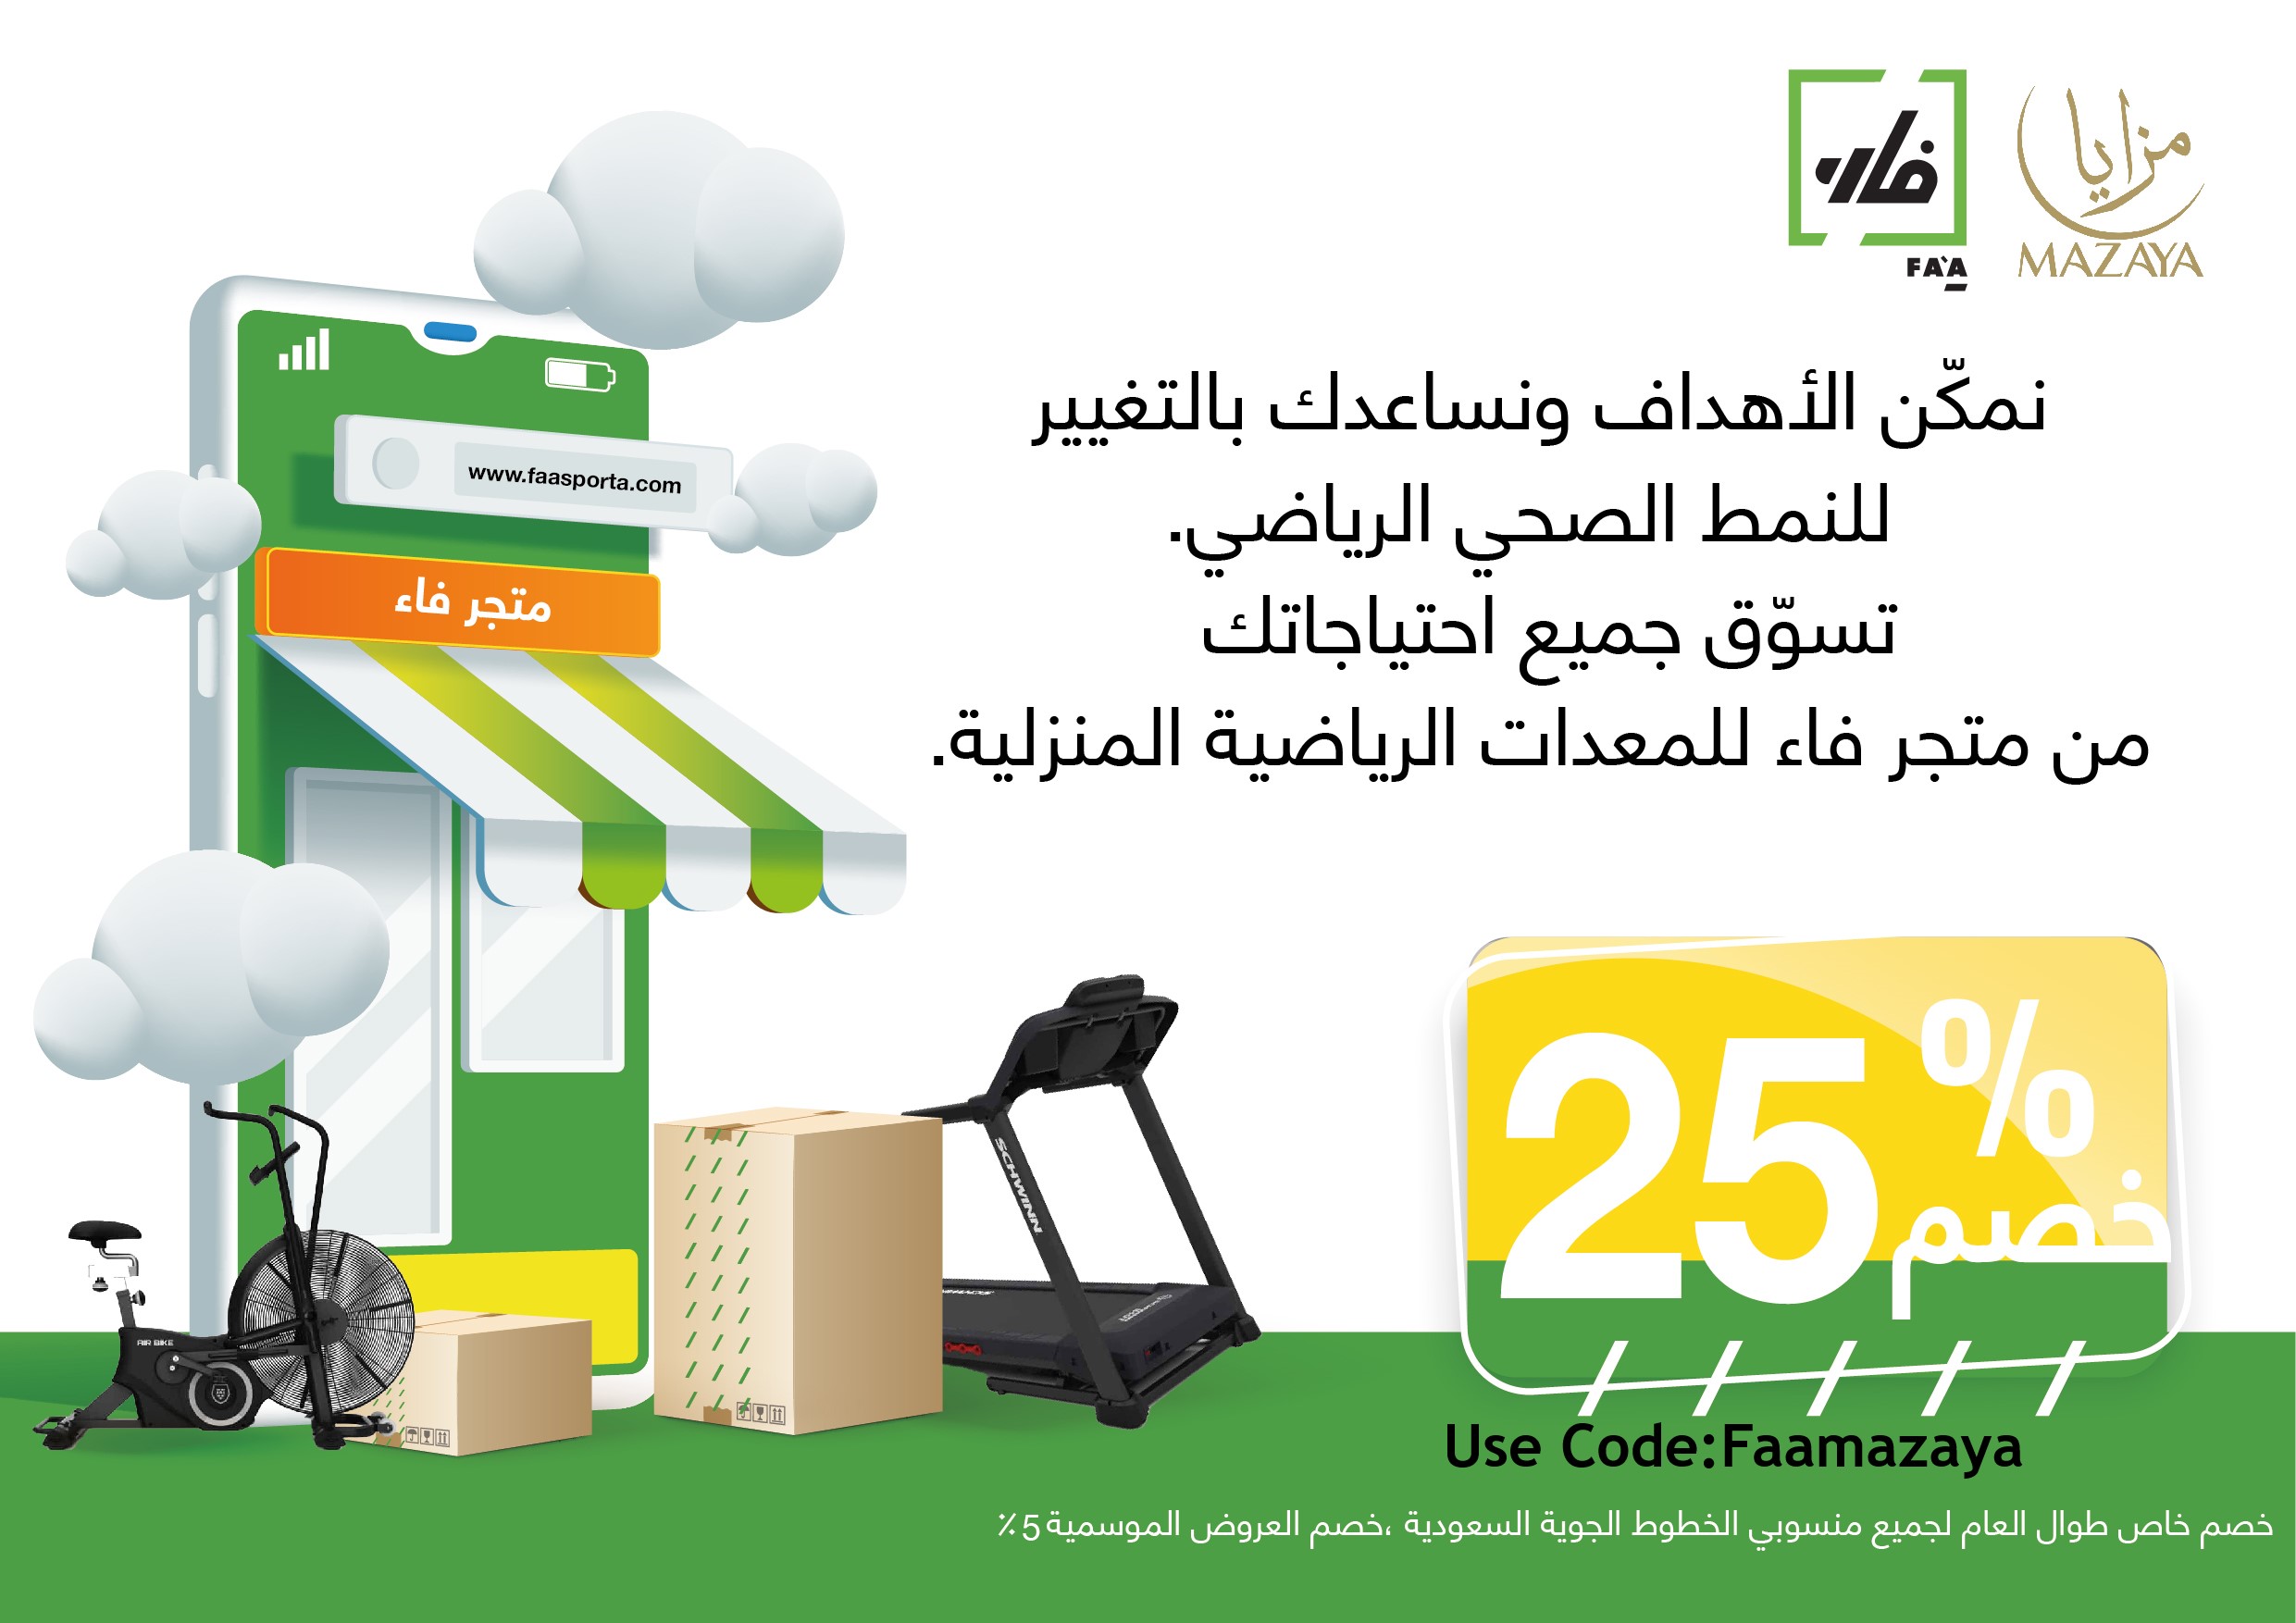 مزايا
MAZAYA
فاء
FA'A
نمكّن الأهداف ونساعدك بالتغيير
للنمط الصحي الرياضي.
تسوّق جميع احتياجاتك
من متجر فاء للمعدات الرياضية المنزلية.
www.faasporta.com
متجر فاء
25%
خصم
SCHWINN
AIR BIKE
Use Code:Faamazaya
خصم خاص طوال العام لجميع منسوبي الخطوط الجوية السعودية ،خصم العروض الموسمية 5٪